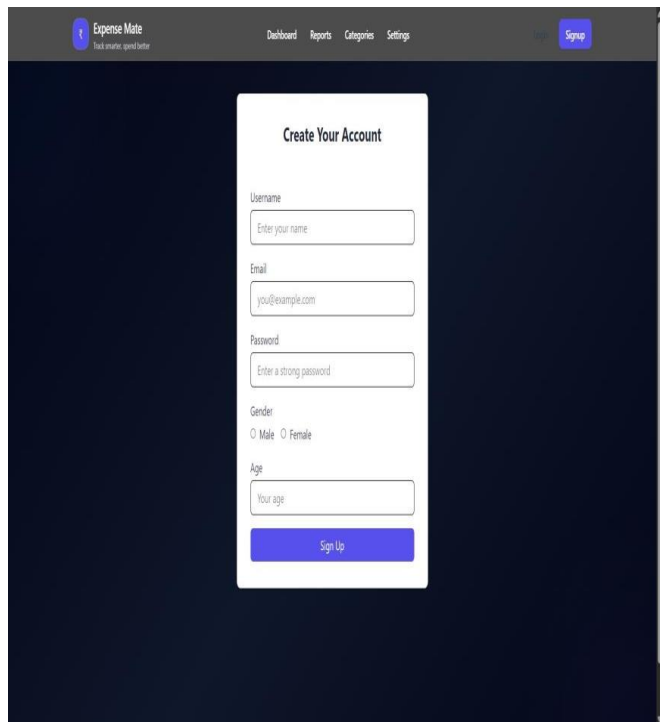 ₹
Expense Mate
Track smarter, spend better
Dashboard Reports Categories Settings
Login Signup
Create Your Account
Username
Enter your name
Email
you@example.com
Password
Enter a strong password
Gender
Male Female
Age
Your age
Sign Up